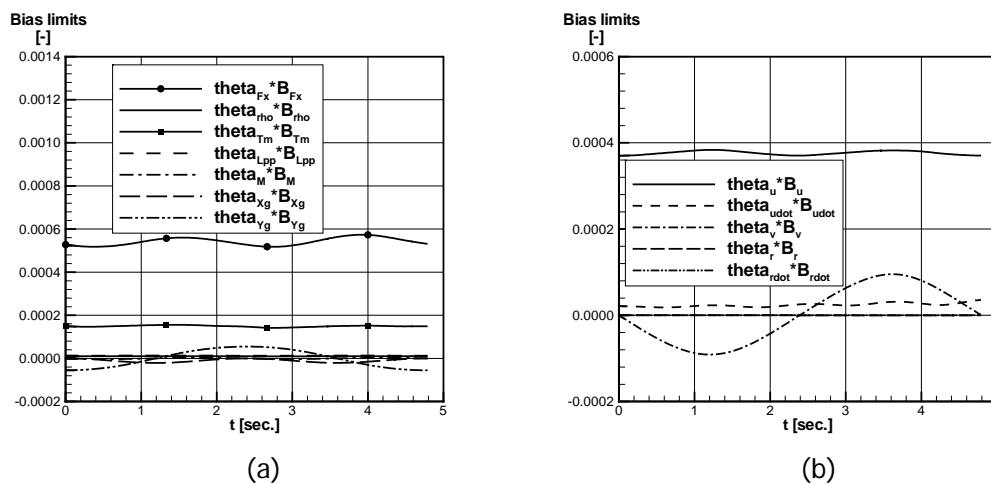 Bias limits
[-]
0.0014
0.0012
0.0010
0.0008
0.0006
0.0004
0.0002
0.0000
-0.0002
0 1 2 3 4 5
t [sec.]
theta_Fx*B_Fx
theta_rho*B_rho
theta_Tm*B_Tm
theta_Lpp*B_Lpp
theta_M*B_M
theta_Xg*B_Xg
theta_Yg*B_Yg
(a)
Bias limits
[-]
0.0006
0.0004
0.0002
0.0000
-0.0002
0 1 2 3 4
t [sec.]
theta_u*B_u
theta_udot*B_udot
theta_v*B_v
theta_r*B_r
theta_rdot*B_rdot
(b)